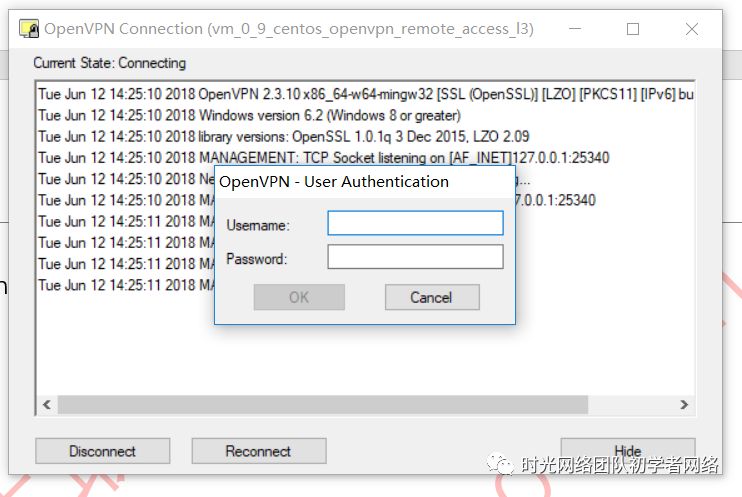 OpenVPN Connection (vm_0_9_centos_openvpn_remote_access_l3)
Current State: Connecting
Tue Jun 12 14:25:10 2018 OpenVPN 2.3.10 x86_64-w64-mingw32 [SSL (OpenSSL)] [LZO] [PKCS11] [IPv6] bu
Tue Jun 12 14:25:10 2018 Windows version 6.2 (Windows 8 or greater)
Tue Jun 12 14:25:10 2018 library versions: OpenSSL 1.0.1q 3 Dec 2015, LZO 2.09
Tue Jun 12 14:25:10 2018 MANAGEMENT: TCP Socket listening on [AF_INET]127.0.0.1:25340
Tue Jun 12 14:25:10 2018 Ne
Tue Jun 12 14:25:10 2018 MA 7.0.0.1:25340
Tue Jun 12 14:25:11 2018 MA
Tue Jun 12 14:25:11 2018 MA
Tue Jun 12 14:25:11 2018 MA
Tue Jun 12 14:25:11 2018 MA
OpenVPN - User Authentication
Username:
Password:
OK Cancel
Disconnect Reconnect Hide
时光网络团队初学者网络